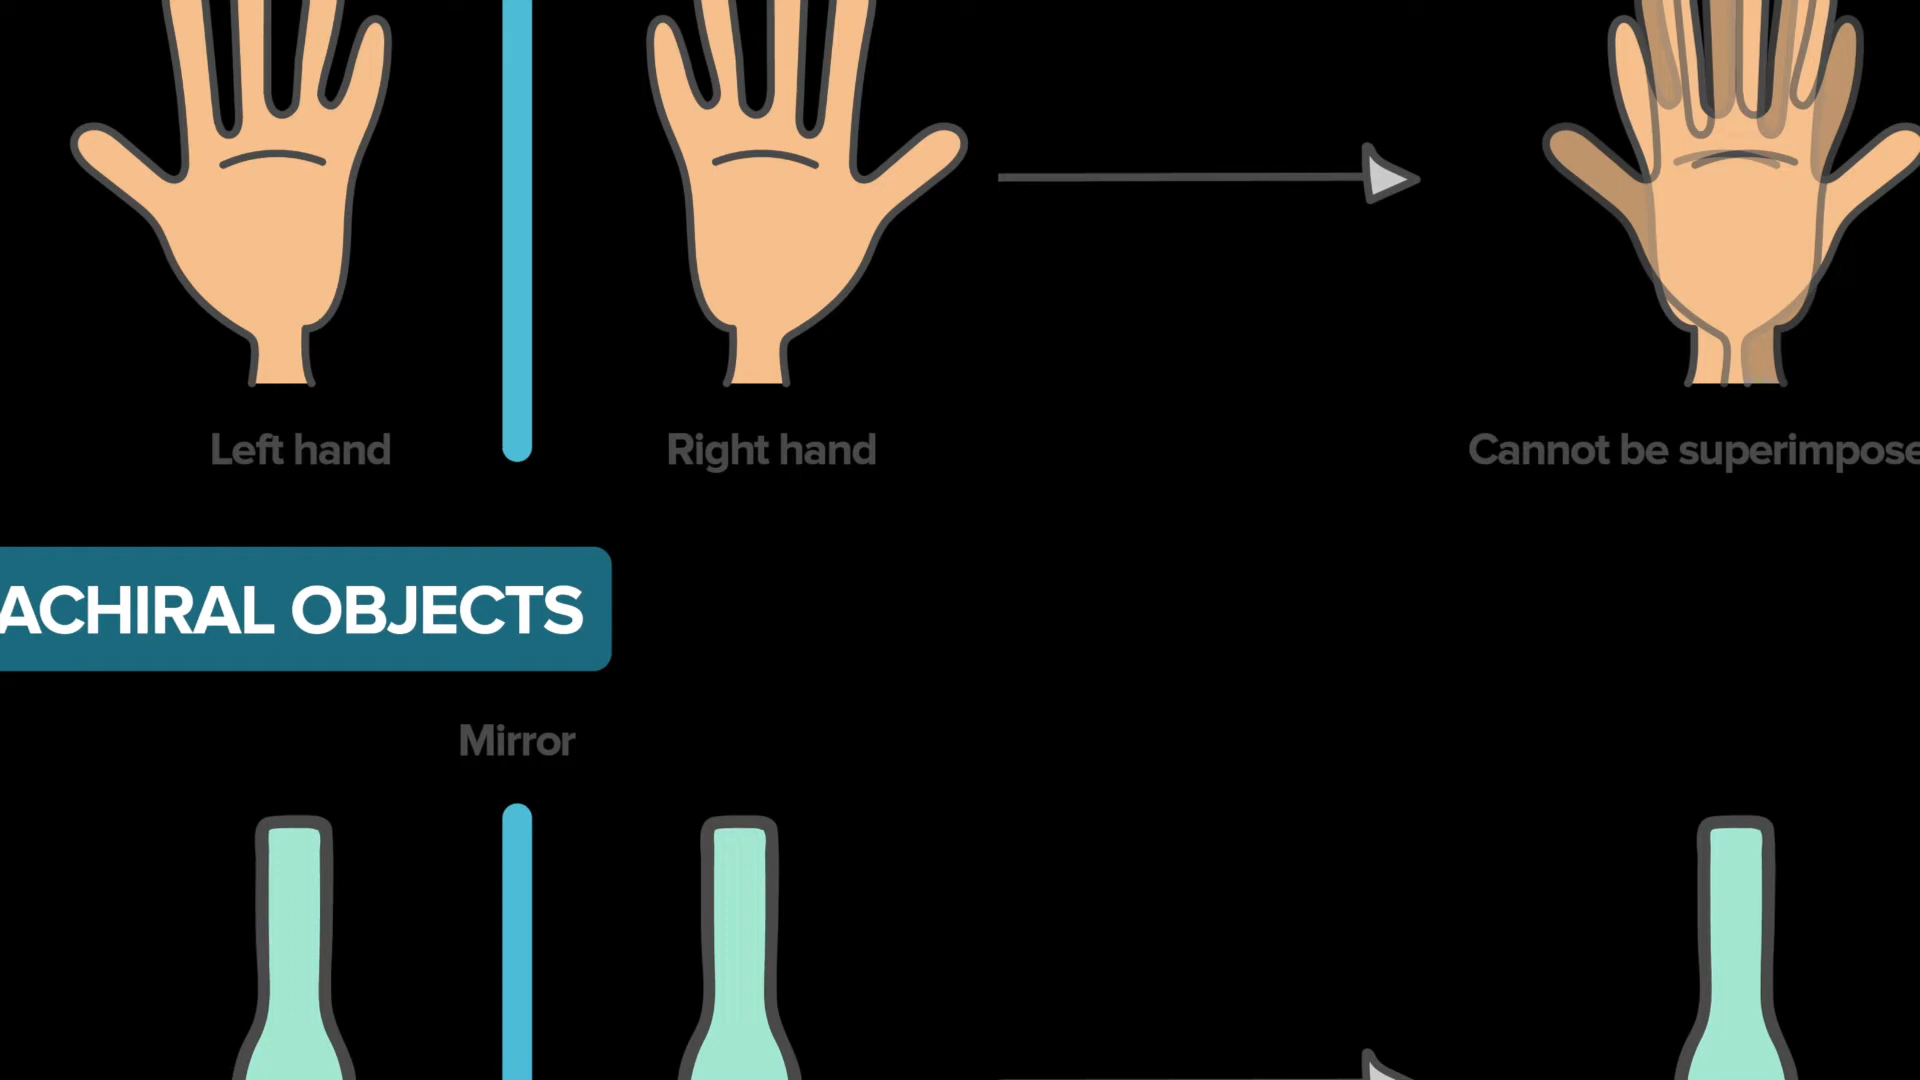 Left hand
Right hand
Cannot be superimpose
ACHIRAL OBJECTS
Mirror